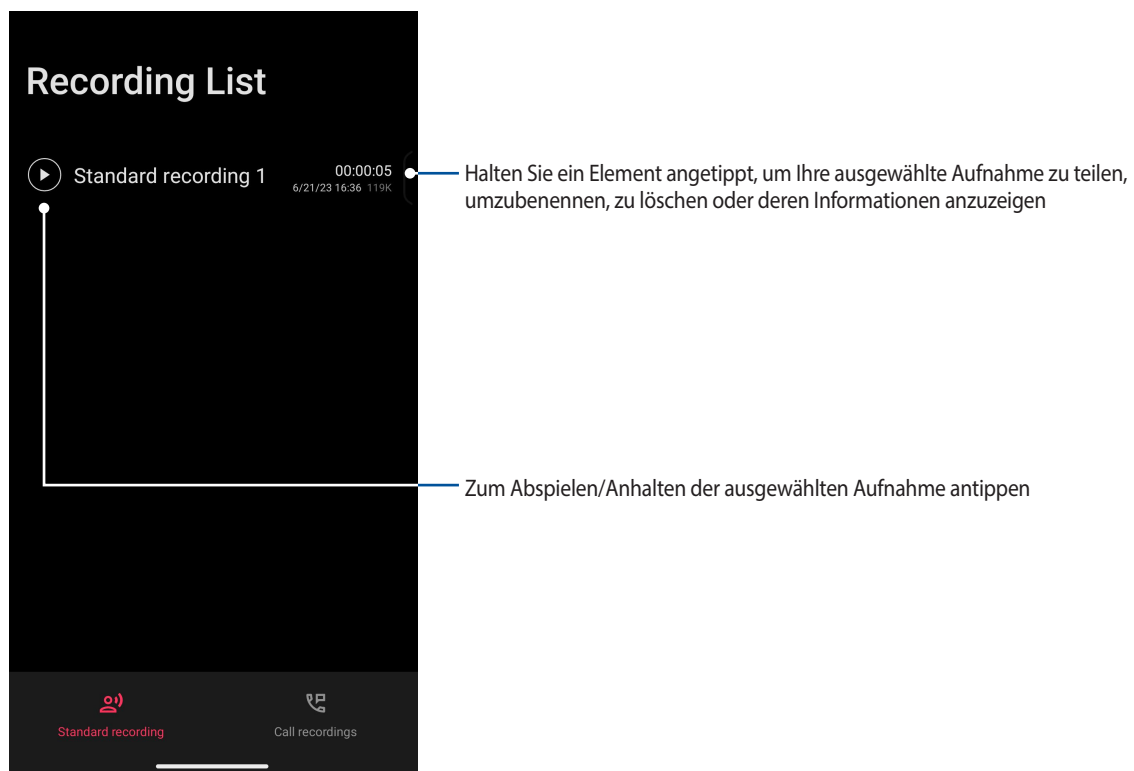 Recording List
Standard recording 1
00:00:05
6/21/23 16:36 119K
Halten Sie ein Element angetippt, um Ihre ausgewählte Aufnahme zu teilen,
umzubenennen, zu löschen oder deren Informationen anzuzeigen
Zum Abspielen/Anhalten der ausgewählten Aufnahme antippen
Standard recording
Call recordings